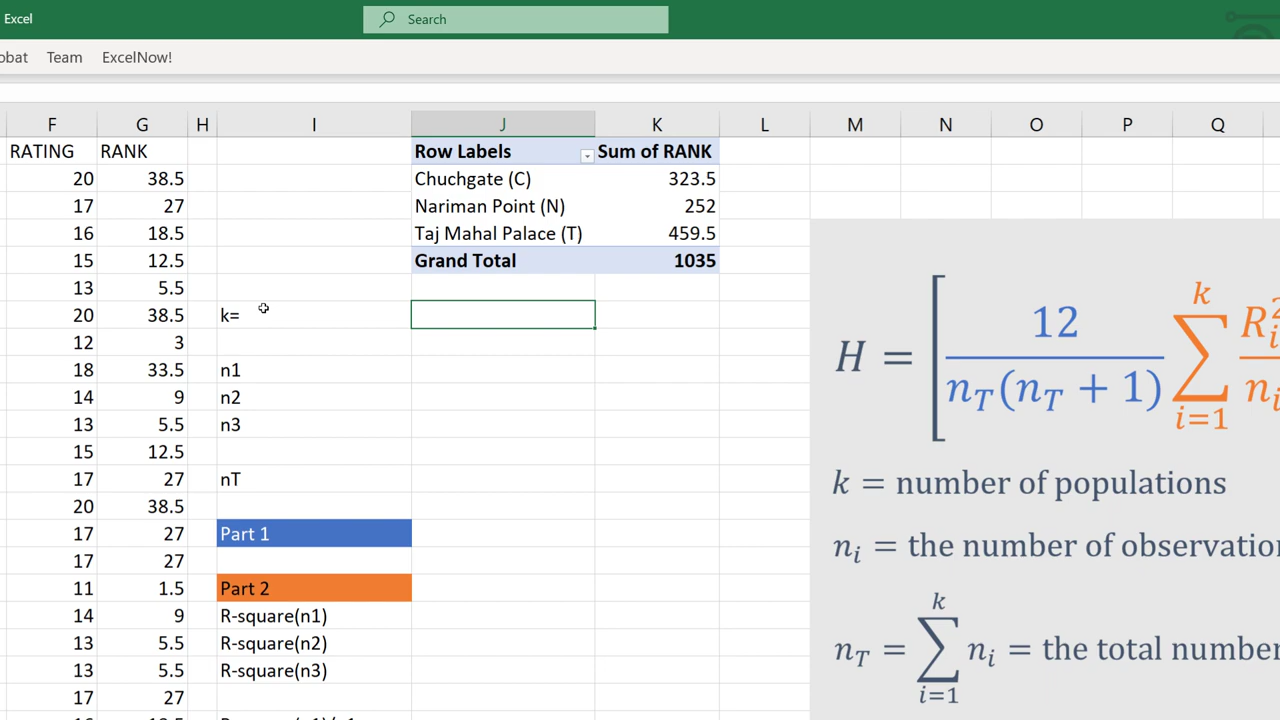 Excel
Search
obat Team ExcelNow!
F G H I J K L M N O P Q
RATING RANK Row Labels Sum of RANK
20 38.5 Chuchgate (C) 323.5
17 27 Nariman Point (N) 252
16 18.5 Taj Mahal Palace (T) 459.5
15 12.5 Grand Total 1035
13 5.5
20 38.5 k=
12 3
18 33.5 n1
14 9 n2
13 5.5 n3
15 12.5
17 27 nT
20 38.5
17 27 Part 1
17 27
11 1.5 Part 2
14 9 R-square(n1)
13 5.5 R-square(n2)
13 5.5 R-square(n3)
17 27
H = [ 12 / n_T(n_T + 1) ∑_{i=1}^{k} R_i^2 / n_i
k = number of populations
n_i = the number of observation
n_T = ∑_{i=1}^{k} n_i = the total number